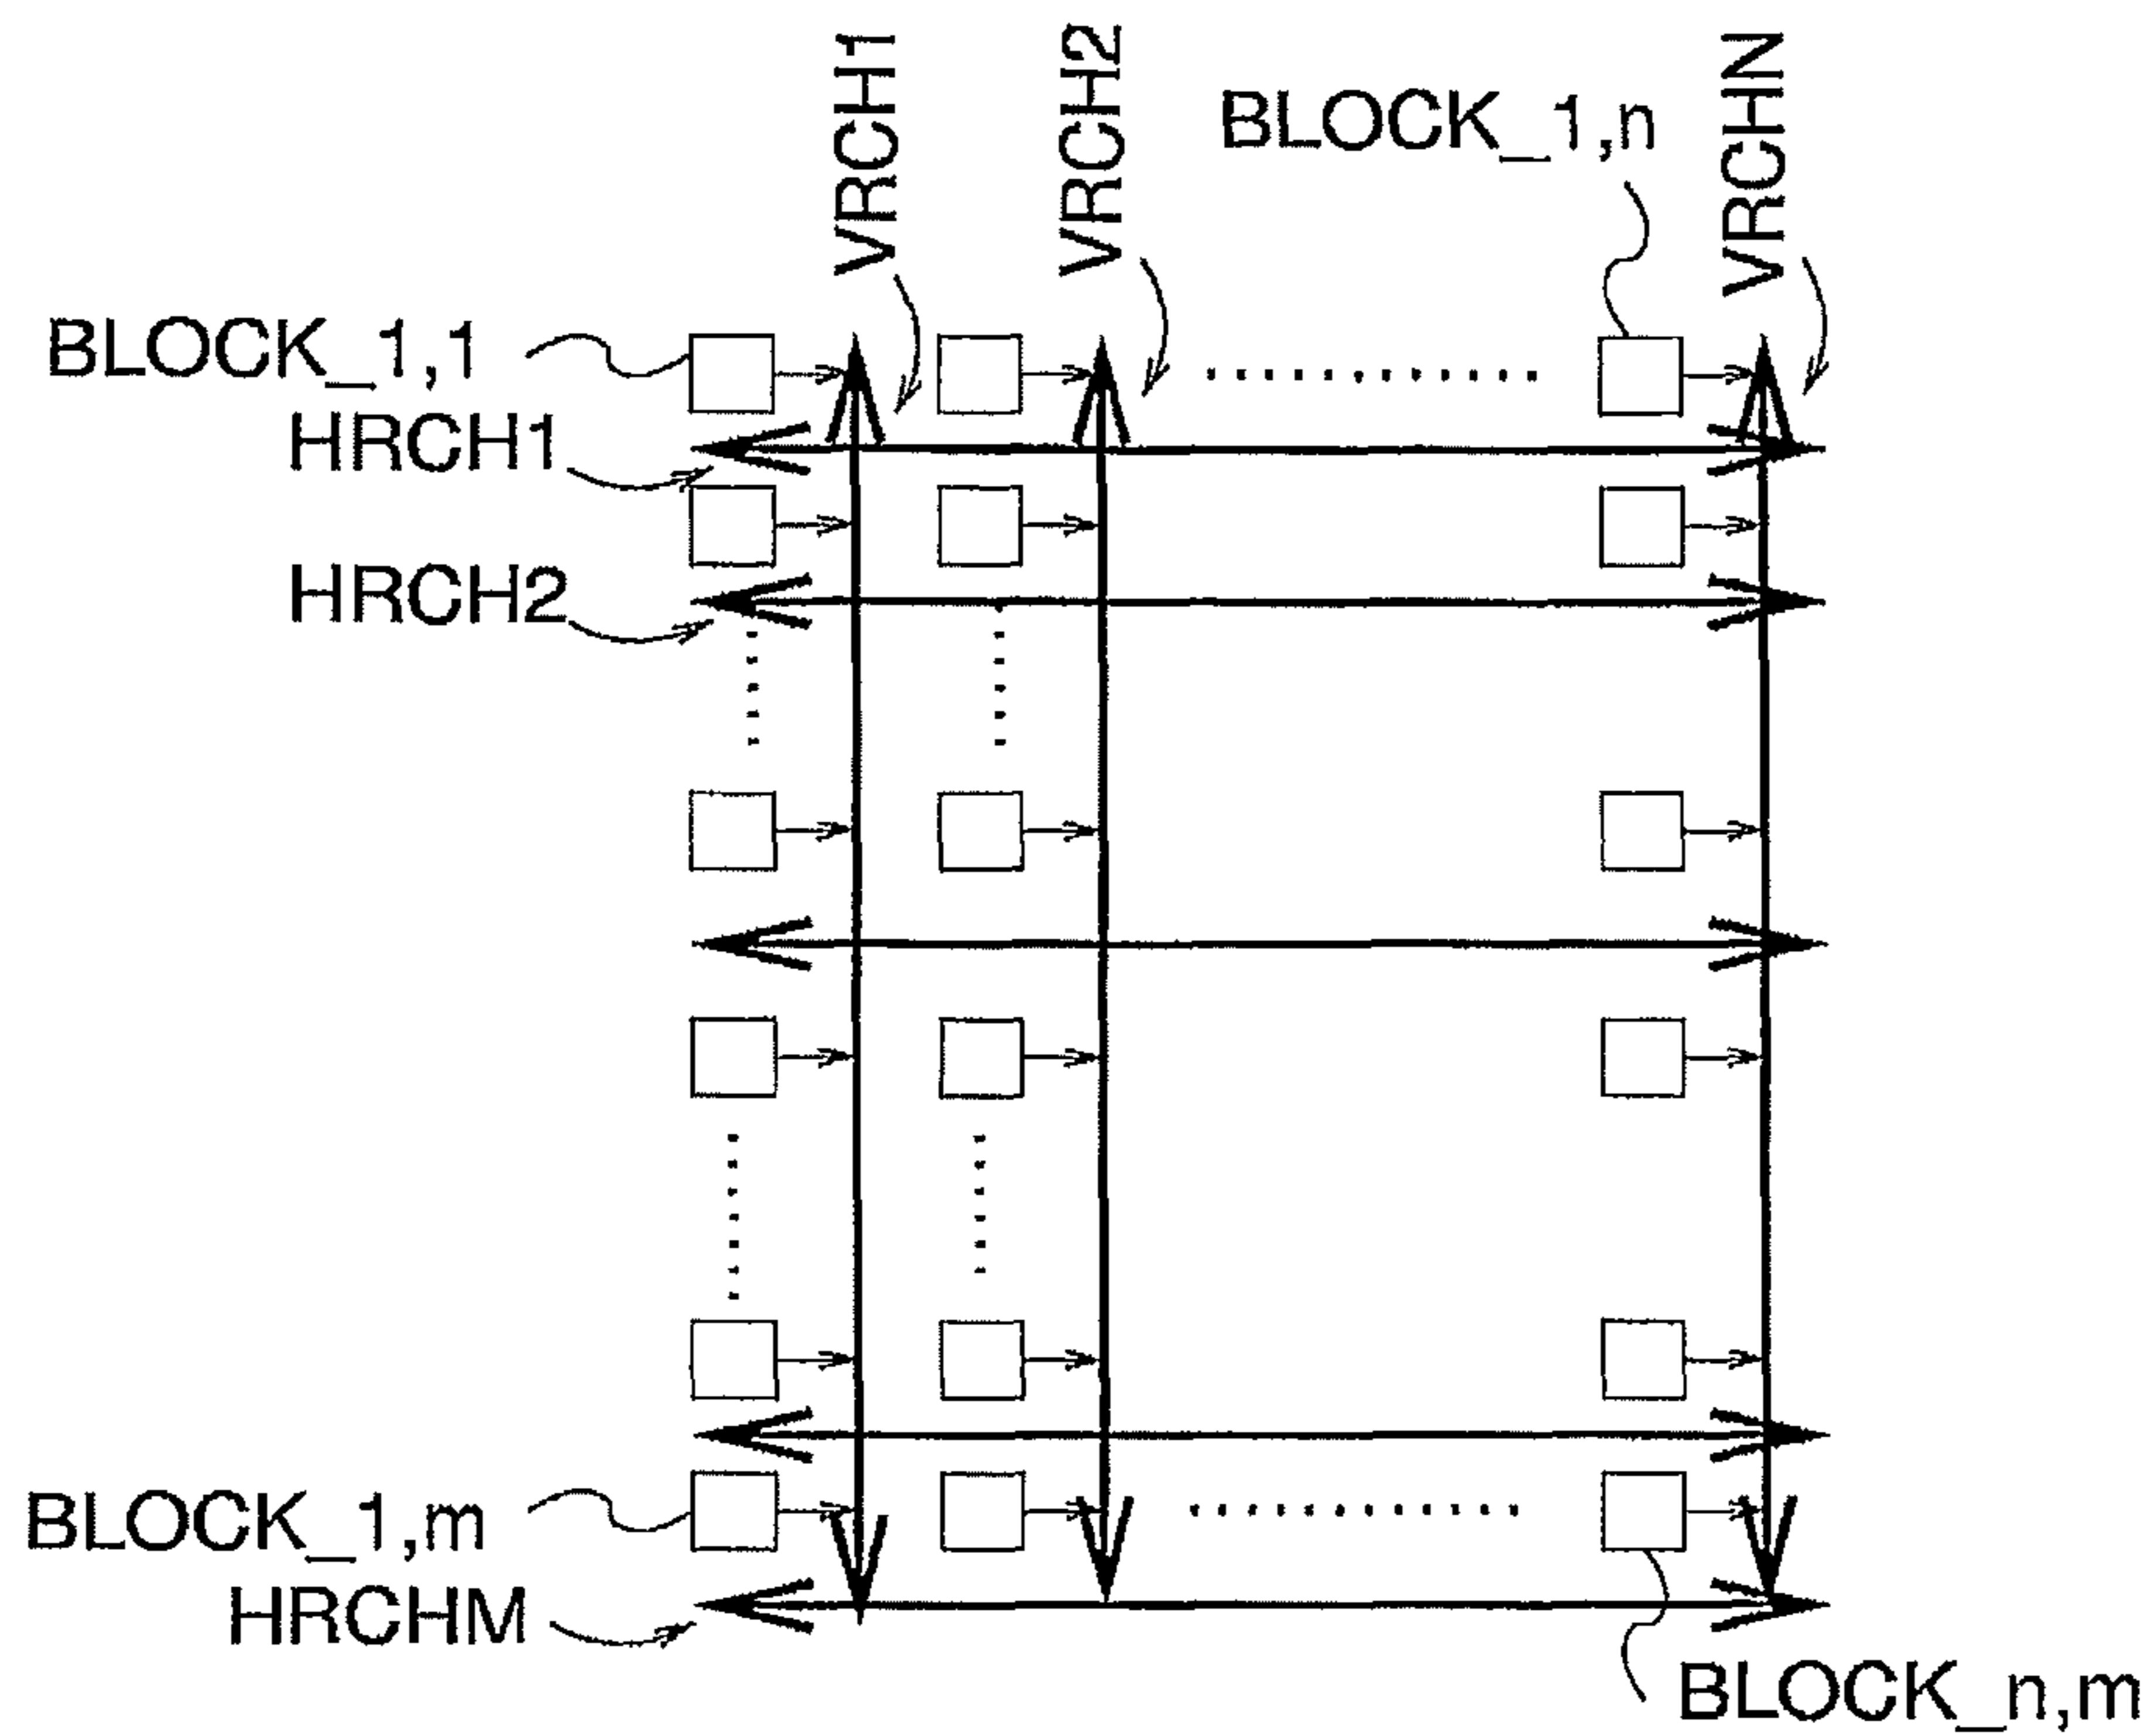 VRCH1
VRCH2
BLOCK_1,n
VRCHN
BLOCK_1,1
HRCH1
HRCH2
BLOCK_1,m
HRCHM
BLOCK_n,m